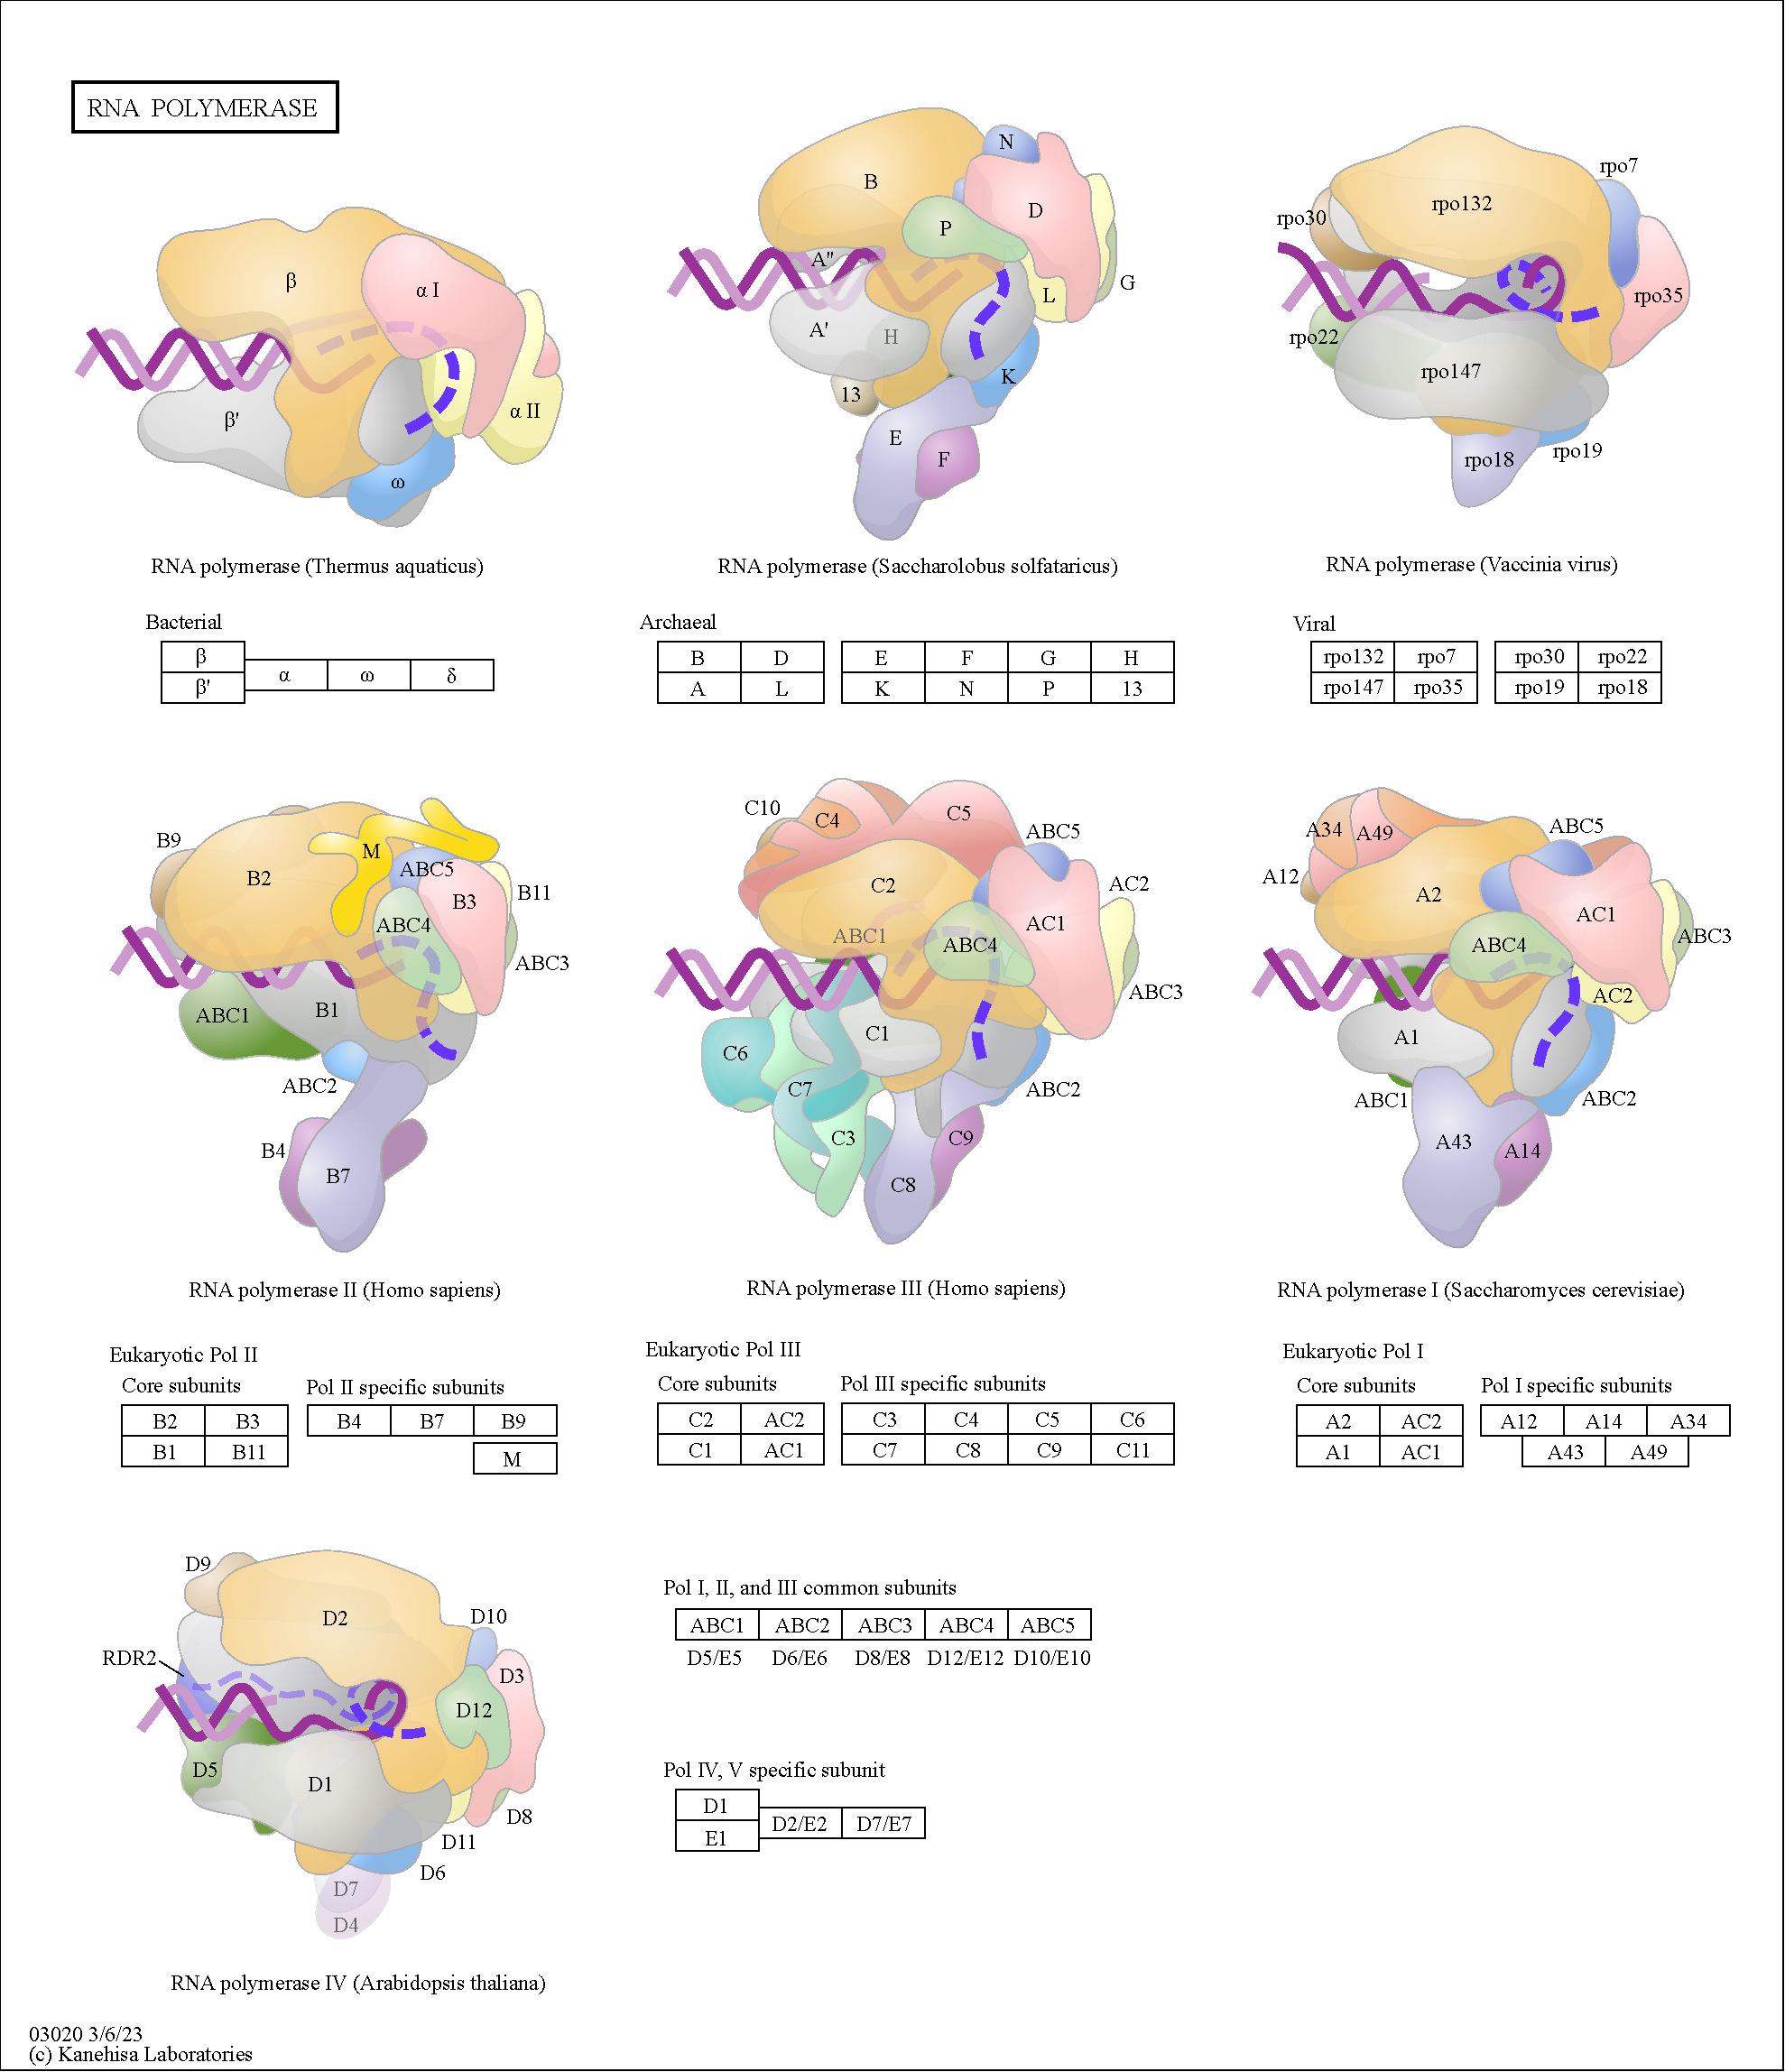 RNA POLYMERASE
β
α I
β'
α II
ω
RNA polymerase (Thermus aquaticus)
N
B
D
P
A''
G
L
A'
H
K
13
E
F
RNA polymerase (Saccharolobus solfataricus)
rpo7
rpo132
rpo30
rpo35
rpo22
rpo147
rpo18
rpo19
RNA polymerase (Vaccinia virus)
Bacterial
β
β'
α ω δ
Archaeal
B D E F G H
A L K N P 13
Viral
rpo132 rpo7 rpo30 rpo22
rpo147 rpo35 rpo19 rpo18
B9
M
ABC5
B2
B11
B3
ABC4
ABC3
ABC1
B1
ABC2
B4
B7
RNA polymerase II (Homo sapiens)
C10
C4
C5
ABC5
C2
AC2
AC1
ABC1
ABC4
ABC3
C1
C6
C7
ABC2
C3
C9
C8
RNA polymerase III (Homo sapiens)
A34
A49
ABC5
A12
A2
AC1
ABC4
ABC3
AC2
A1
ABC1
ABC2
A43
A14
RNA polymerase I (Saccharomyces cerevisiae)
Eukaryotic Pol II
Core subunits
B2 B3
B1 B11
Pol II specific subunits
B4 B7 B9
M
Eukaryotic Pol III
Core subunits
C2 AC2
C1 AC1
Pol III specific subunits
C3 C4 C5 C6
C7 C8 C9 C11
Eukaryotic Pol I
Core subunits
A2 AC2
A1 AC1
Pol I specific subunits
A12 A14 A34
A43 A49
D9
D2
D10
RDR2
D3
D12
D5
D1
D8
D11
D6
D7
D4
RNA polymerase IV (Arabidopsis thaliana)
Pol I, II, and III common subunits
ABC1 ABC2 ABC3 ABC4 ABC5
D5/E5 D6/E6 D8/E8 D12/E12 D10/E10
Pol IV, V specific subunit
D1
E1
D2/E2 D7/E7
03020 3/6/23
(c) Kanehisa Laboratories